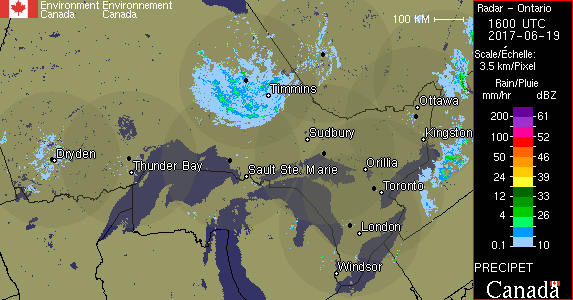 Environment Environnement
Canada Canada
100 KM
Timmins
Ottawa
Sudbury
Kingston
Dryden
Thunder Bay
Sault Ste. Marie
Orillia
Toronto
London
Windsor
Radar - Ontario
1600 UTC
2017-06-19
Scale/Échelle:
3.5 km/Pixel
Rain/Pluie
mm/hr dBZ
200 61
100 52
50 46
24 39
12 33
4 26
0.1 10
PRECIPET
Canada